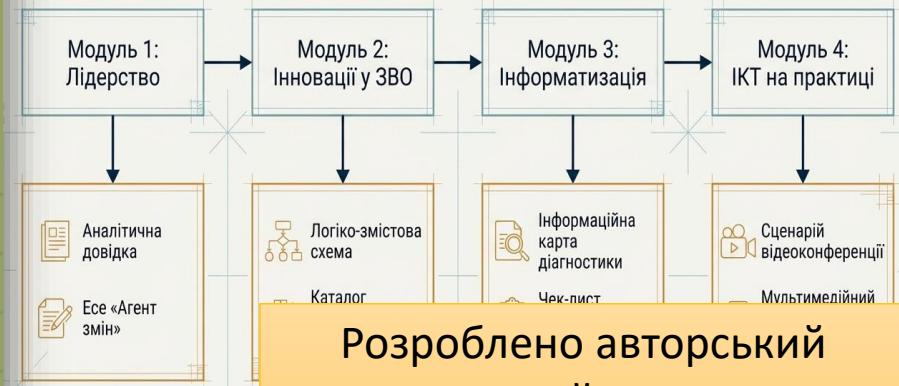 Модуль 1:
Лідерство
Модуль 2:
Інновації у ЗВО
Модуль 3:
Інформатизація
Модуль 4:
ІКТ на практиці
Аналітична
довідка
Есе «Агент
змін»
Логіко-змістова
схема
Каталог
Інформаційна
карта
діагностики
Чек-лист
Сценарій
відеоконференції
Мультимедійний
Розроблено авторський